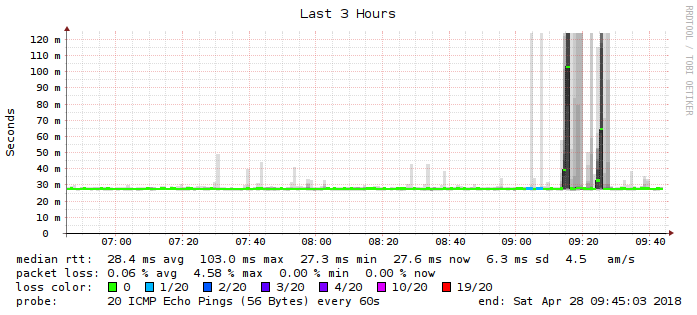 Last 3 Hours
RRDTOOL / TOBI OETIKER
Seconds
120 m
110 m
100 m
90 m
80 m
70 m
60 m
50 m
40 m
30 m
20 m
10 m
0
07:00 07:20 07:40 08:00 08:20 08:40 09:00 09:20 09:40
median rtt: 28.4 ms avg 103.0 ms max 27.3 ms min 27.6 ms now 6.3 ms sd 4.5 am/s
packet loss: 0.06 % avg 4.58 % max 0.00 % min 0.00 % now
loss color: 0 1/20 2/20 3/20 4/20 10/20 19/20
probe: 20 ICMP Echo Pings (56 Bytes) every 60s end: Sat Apr 28 09:45:03 2018